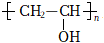 [ CH₂ — CH ]ₙ
OH